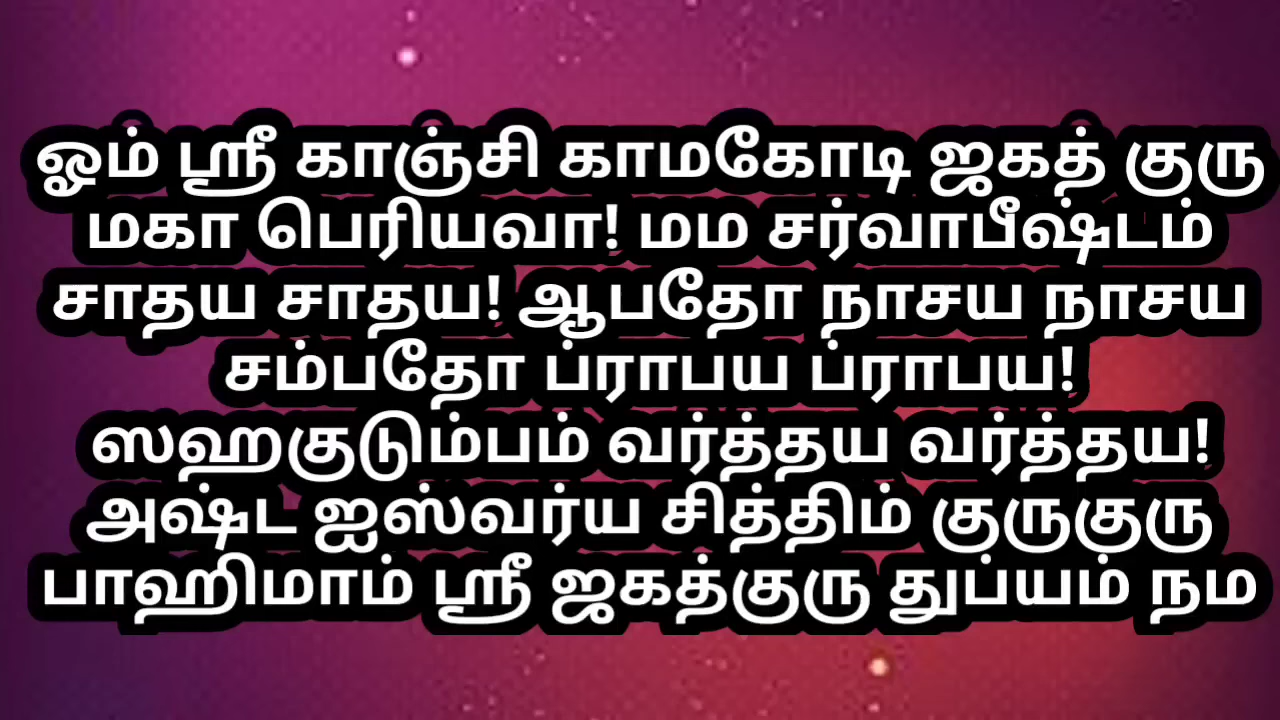 ஓம் ஸ்ரீ காஞ்சி காமகோடி ஜகத் குரு
மகா பெரியவா! மம சர்வாபீஷ்டம்
சாதய சாதய! ஆபதோ நாசய நாசய
சம்பதோ ப்ராபய ப்ராபய!
ஸஹகுடும்பம் வர்த்தய வர்த்தய!
அஷ்ட ஐஸ்வர்ய சித்திம் குருகுரு
பாஹிமாம் ஸ்ரீ ஜகத்குரு துப்யம் நம